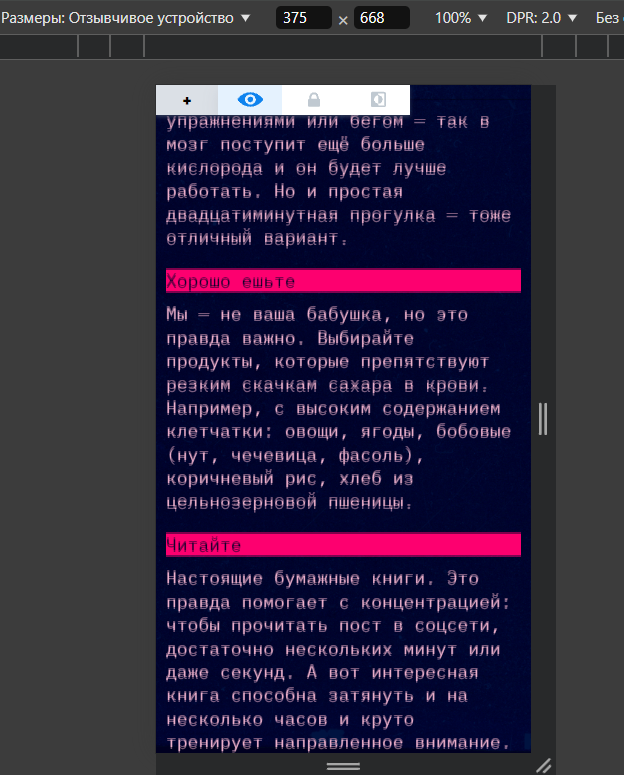 Размеры: Отзывчивое устройство ▼ 375 × 668 100% ▼ DPR: 2.0 ▼ Без
+
упражнениями или бегом — так в
мозг поступит ещё больше
кислорода и он будет лучше
работать. Но и простая
двадцатиминутная прогулка — тоже
отличный вариант.
Хорошо ешьте
Мы — не ваша бабушка, но это
правда важно. Выбирайте
продукты, которые препятствуют
резким скачкам сахара в крови.
Например, с высоким содержанием
клетчатки: овощи, ягоды, бобовые
(нут, чечевица, фасоль),
коричневый рис, хлеб из
цельнозерновой пшеницы.
Читайте
Настоящие бумажные книги. Это
правда помогает с концентрацией:
чтобы прочитать пост в соцсети,
достаточно нескольких минут или
даже секунд. А вот интересная
книга способна затянуть и на
несколько часов и круто
тренирует направленное внимание.